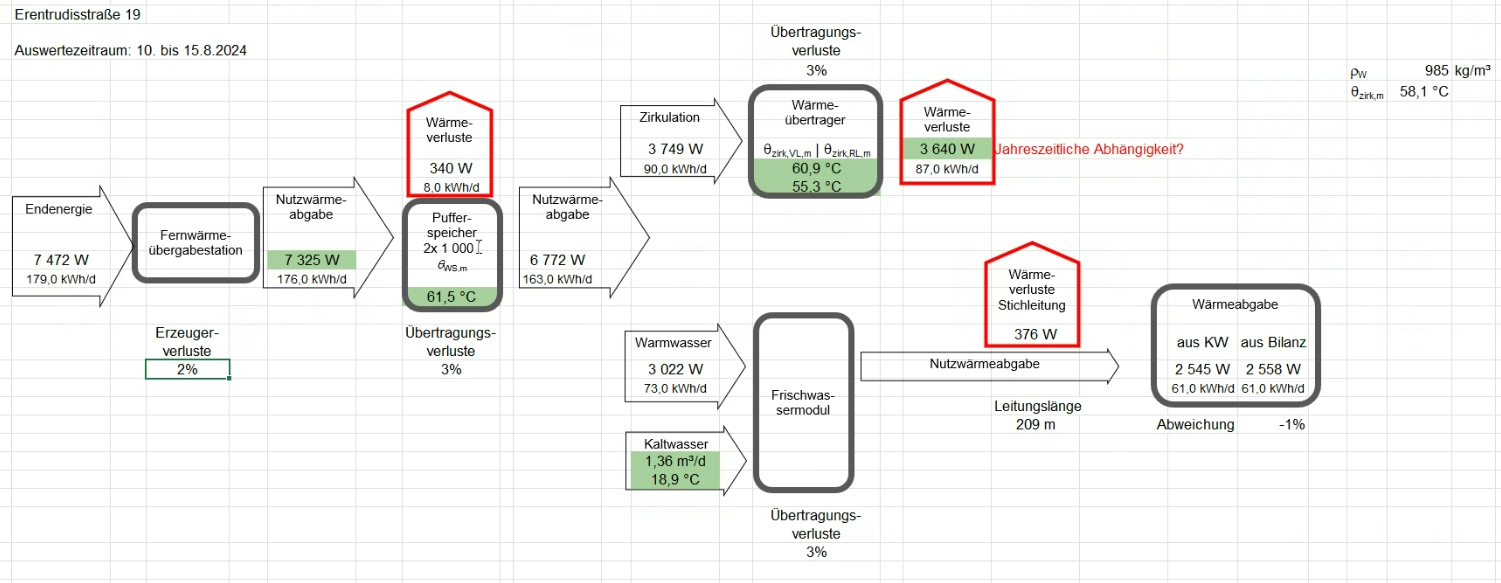 Erentrudisstraße 19
Auswertezeitraum: 10. bis 15.8.2024
ρW 985 kg/m³
θzirk,m 58,1 °C
Endenergie
7 472 W
179,0 kWh/d
Fernwärme-
übergabestation
Erzeuger-
verluste
2%
Nutzwärme-
abgabe
7 325 W
176,0 kWh/d
Wärme-
verluste
340 W
8,0 kWh/d
Puffer-
speicher
2x 1 000
θWS,m
61,5 °C
Übertragungs-
verluste
3%
Nutzwärme-
abgabe
6 772 W
163,0 kWh/d
Zirkulation
3 749 W
90,0 kWh/d
Übertragungs-
verluste
3%
Wärme-
übertrager
θzirk,VL,m | θzirk,RL,m
60,9 °C
55,3 °C
Wärme-
verluste
3 640 W
87,0 kWh/d
Jahreszeitliche Abhängigkeit?
Warmwasser
3 022 W
73,0 kWh/d
Kaltwasser
1,36 m³/d
18,9 °C
Frischwas-
sermodul
Übertragungs-
verluste
3%
Wärme-
verluste
Stichleitung
376 W
Nutzwärmeabgabe
Leitungslänge
209 m
Wärmeabgabe
aus KW aus Bilanz
2 545 W 2 558 W
61,0 kWh/d 61,0 kWh/d
Abweichung -1%